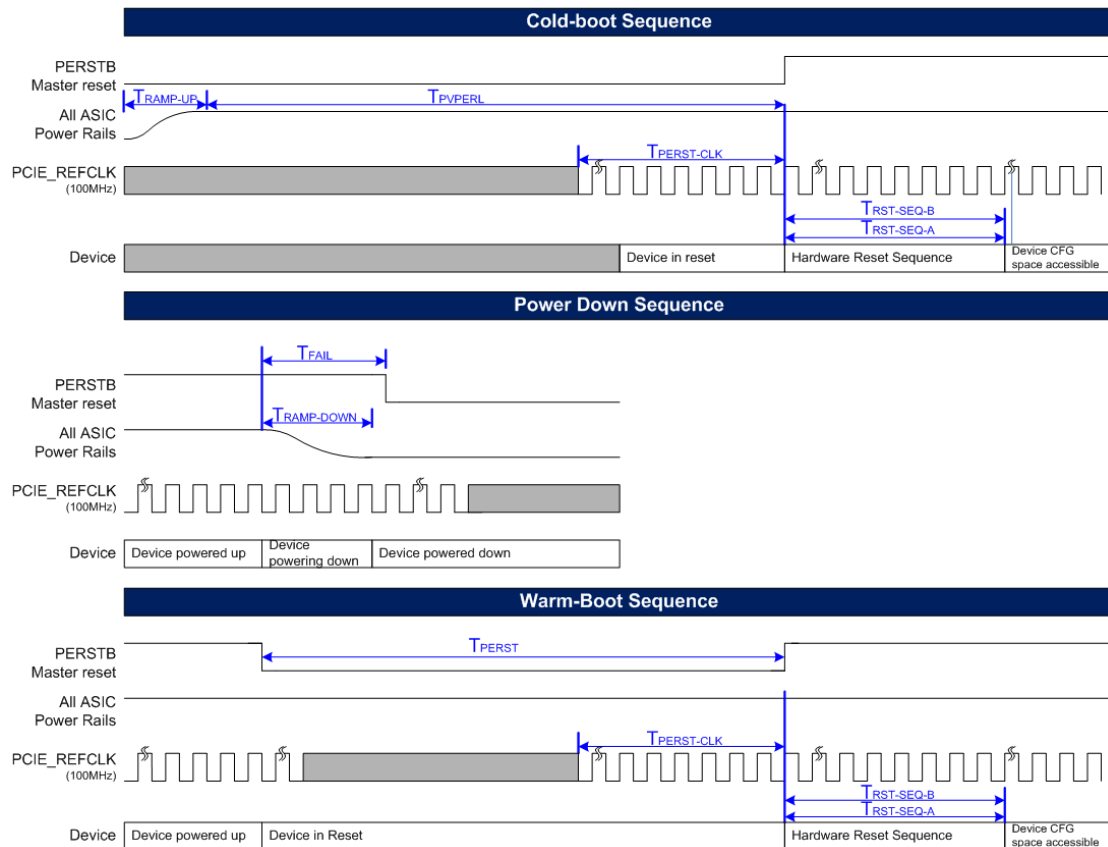 Cold-boot Sequence
PERSTB
Master reset
TRAMP-UP
TPVPERL
All ASIC
Power Rails
TPERST-CLK
PCIE_REFCLK
(100MHz)
TRST-SEQ-B
TRST-SEQ-A
Device
Device in reset
Hardware Reset Sequence
Device CFG
space accessible
Power Down Sequence
TFAIL
PERSTB
Master reset
TRAMP-DOWN
All ASIC
Power Rails
PCIE_REFCLK
(100MHz)
Device
Device powered up
Device
powering down
Device powered down
Warm-Boot Sequence
TPERST
PERSTB
Master reset
All ASIC
Power Rails
TPERST-CLK
PCIE_REFCLK
(100MHz)
TRST-SEQ-B
TRST-SEQ-A
Device
Device powered up
Device in Reset
Hardware Reset Sequence
Device CFG
space accessible